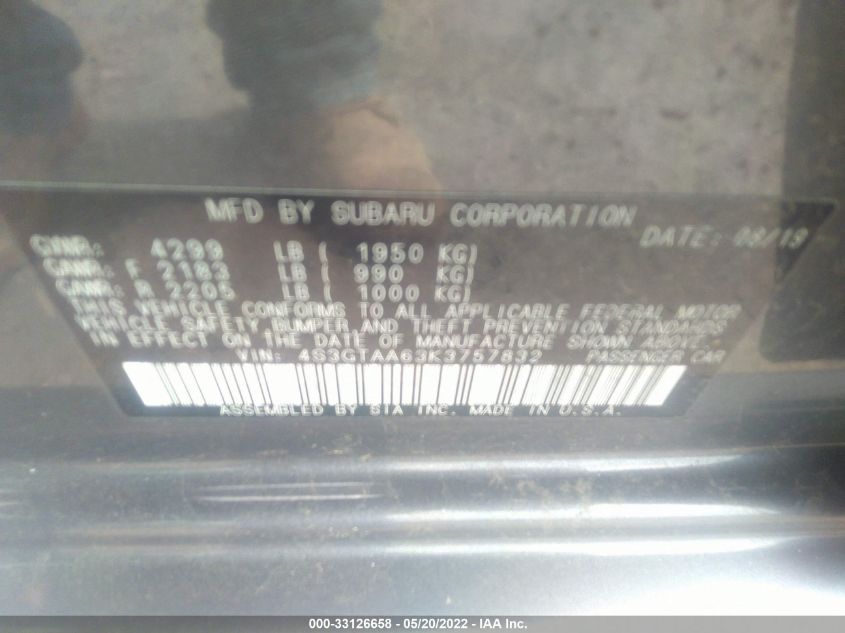 MFD BY SUBARU CORPORATION
DATE: 08/19
GVWR: 4299 LB ( 1950 KG)
GAWR: F 2183 LB ( 990 KG)
GAWR: R 2205 LB ( 1000 KG)
THIS VEHICLE CONFORMS TO ALL APPLICABLE FEDERAL MOTOR
VEHICLE SAFETY BUMPER AND THEFT PREVENTION STANDARDS
IN EFFECT ON THE DATE OF MANUFACTURE SHOWN ABOVE.
VIN: 4S3GTAA63K3757832 PASSENGER CAR
ASSEMBLED BY SIA INC. MADE IN U.S.A.
000-33126658 - 05/20/2022 - IAA Inc.